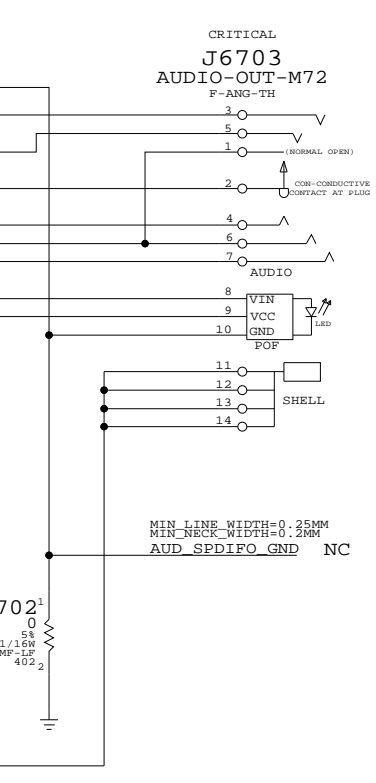 CRITICAL
J6703
AUDIO-OUT-M72
F-ANG-TH
3
5
1
(NORMAL OPEN)
2
CON-CONDUCTIVE
CONTACT AT PLUG
4
6
7
AUDIO
8 VIN
9 VCC
LED
10 GND
POF
11
12
13
SHELL
14
MIN_LINE_WIDTH=0.25MM
MIN_NECK_WIDTH=0.2MM
AUD_SPDIFO_GND NC
702 1
0
5%
1/16W
MF-LF
402 2